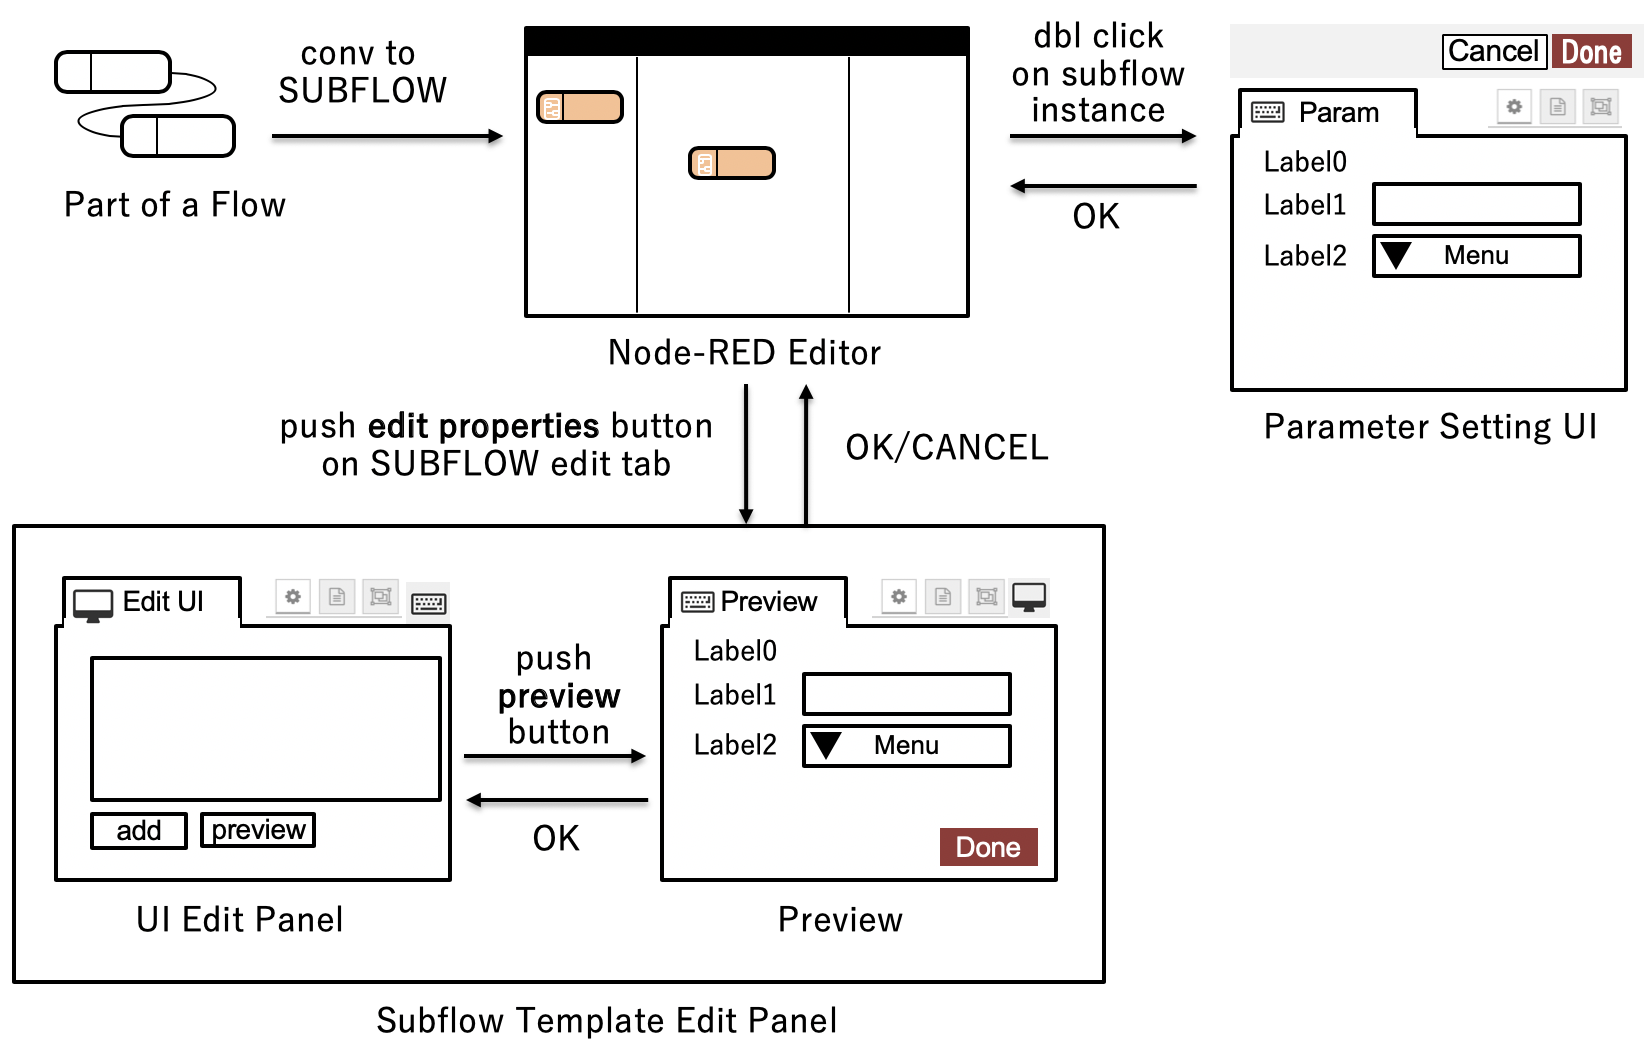 conv to
SUBFLOW
Part of a Flow
Node-RED Editor
dbl click
on subflow
instance
OK
Cancel Done
Param
Label0
Label1
Label2 Menu
Parameter Setting UI
push edit properties button
on SUBFLOW edit tab
OK/CANCEL
Edit UI
add preview
UI Edit Panel
push
preview
button
OK
Preview
Label0
Label1
Label2 Menu
Done
Preview
Subflow Template Edit Panel